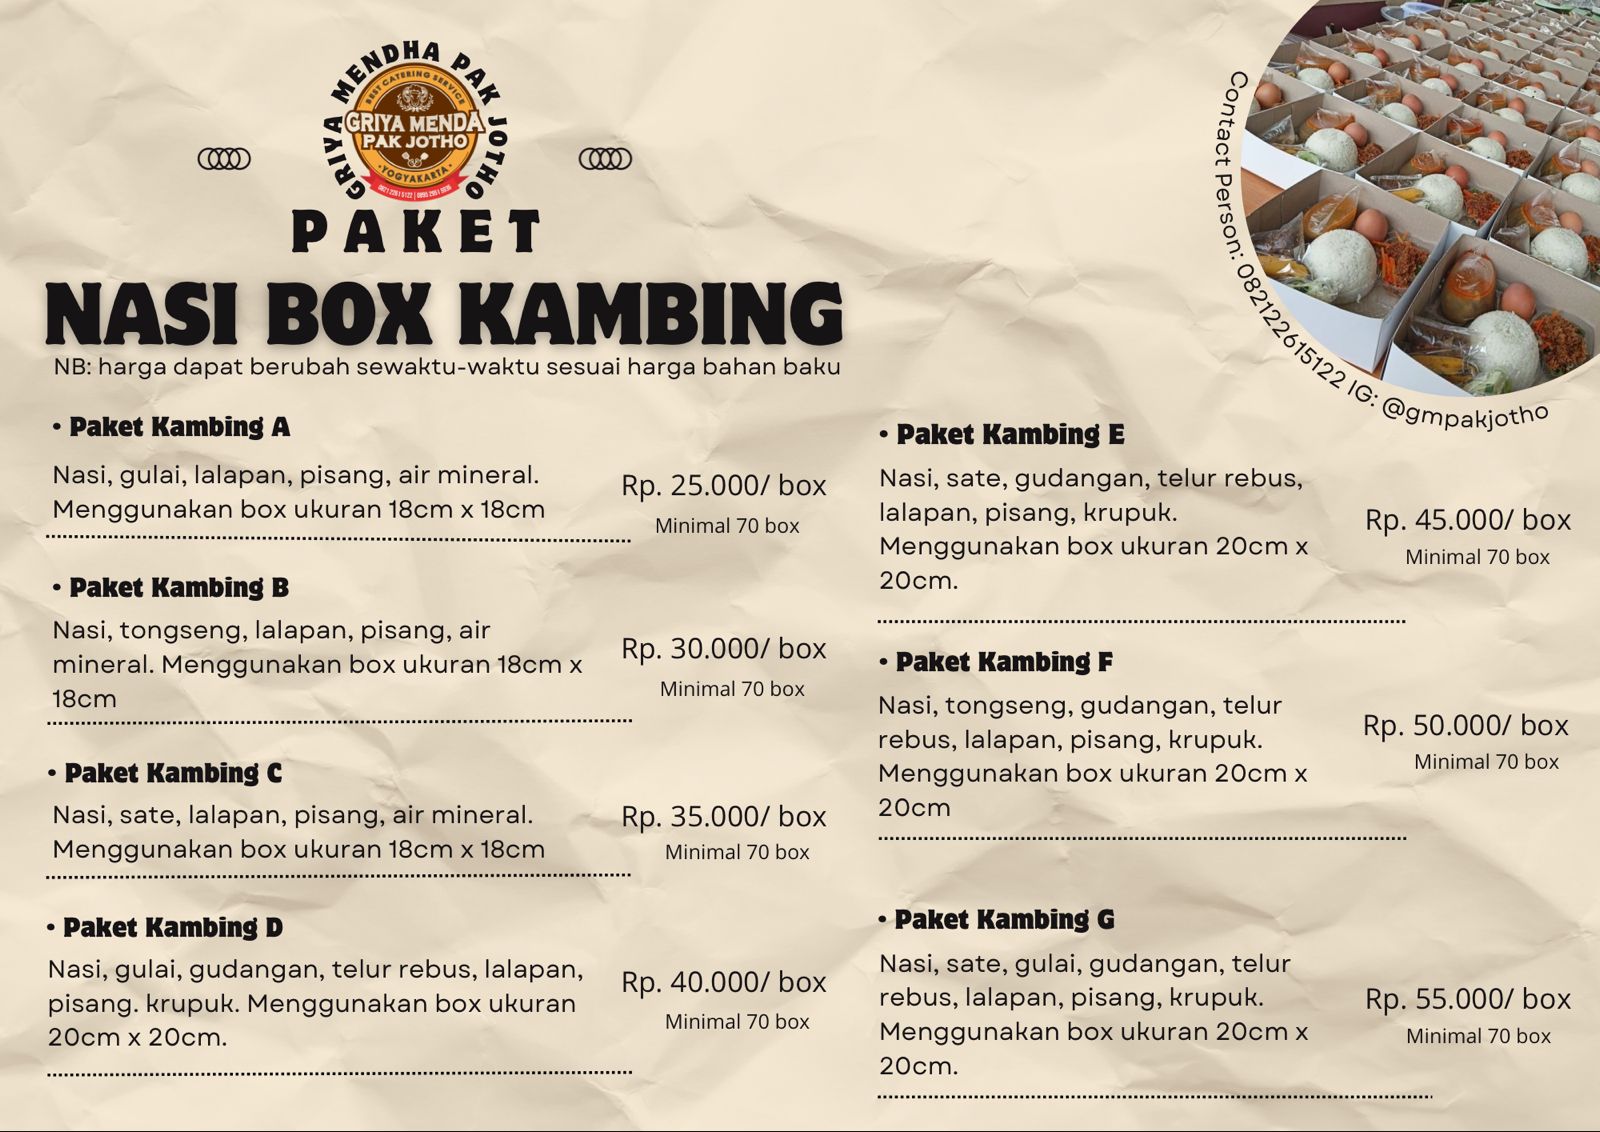 GRIYA MENDHA PAK JOTHO
BEST CATERING SERVICE
GRIYA MENDA
PAK JOTHO
YOGYAKARTA
PAKET
NASI BOX KAMBING
NB: harga dapat berubah sewaktu-waktu sesuai harga bahan baku
Contact Person: 082122615122 IG: @gmpakjotho
• Paket Kambing A
Nasi, gulai, lalapan, pisang, air mineral.
Menggunakan box ukuran 18cm x 18cm
Rp. 25.000/ box
Minimal 70 box
• Paket Kambing B
Nasi, tongseng, lalapan, pisang, air
mineral. Menggunakan box ukuran 18cm x
18cm
Rp. 30.000/ box
Minimal 70 box
• Paket Kambing C
Nasi, sate, lalapan, pisang, air mineral.
Menggunakan box ukuran 18cm x 18cm
Rp. 35.000/ box
Minimal 70 box
• Paket Kambing D
Nasi, gulai, gudangan, telur rebus, lalapan,
pisang. krupuk. Menggunakan box ukuran
20cm x 20cm.
Rp. 40.000/ box
Minimal 70 box
• Paket Kambing E
Nasi, sate, gudangan, telur rebus,
lalapan, pisang, krupuk.
Menggunakan box ukuran 20cm x
20cm.
Rp. 45.000/ box
Minimal 70 box
• Paket Kambing F
Nasi, tongseng, gudangan, telur
rebus, lalapan, pisang, krupuk.
Menggunakan box ukuran 20cm x
20cm
Rp. 50.000/ box
Minimal 70 box
• Paket Kambing G
Nasi, sate, gulai, gudangan, telur
rebus, lalapan, pisang, krupuk.
Menggunakan box ukuran 20cm x
20cm.
Rp. 55.000/ box
Minimal 70 box